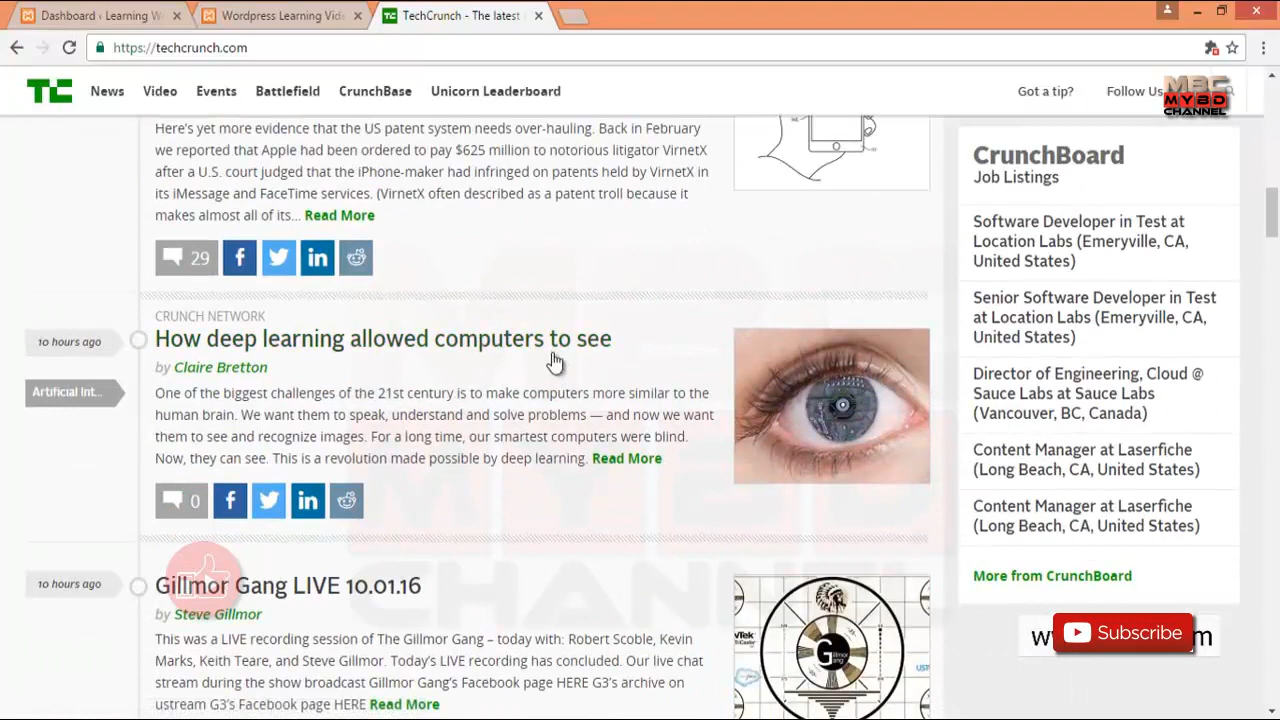 Dashboard ‹ Learning W
Wordpress Learning Vide
TechCrunch - The latest
https://techcrunch.com
TC News Video Events Battlefield CrunchBase Unicorn Leaderboard Got a tip? Follow Us
MBC
MYBD
CHANNEL
Here's yet more evidence that the US patent system needs over-hauling. Back in February
we reported that Apple had been ordered to pay $625 million to notorious litigator VirnetX
after a U.S. court judged that the iPhone-maker had infringed on patents held by VirnetX in
its iMessage and FaceTime services. (VirnetX often described as a patent troll because it
makes almost all of its... Read More
29
CRUNCH NETWORK
10 hours ago
How deep learning allowed computers to see
by Claire Bretton
Artificial Int...
One of the biggest challenges of the 21st century is to make computers more similar to the
human brain. We want them to speak, understand and solve problems — and now we want
them to see and recognize images. For a long time, our smartest computers were blind.
Now, they can see. This is a revolution made possible by deep learning. Read More
0
10 hours ago
Gillmor Gang LIVE 10.01.16
by Steve Gillmor
This was a LIVE recording session of The Gillmor Gang – today with: Robert Scoble, Kevin
Marks, Keith Teare, and Steve Gillmor. Today's LIVE recording has concluded. Our live chat
stream during the show broadcast Gillmor Gang's Facebook page HERE G3's archive on
ustream G3's Facebook page HERE Read More
Gillmor
Gang
CrunchBoard
Job Listings
Software Developer in Test at
Location Labs (Emeryville, CA,
United States)
Senior Software Developer in Test
at Location Labs (Emeryville, CA,
United States)
Director of Engineering, Cloud @
Sauce Labs at Sauce Labs
(Vancouver, BC, Canada)
Content Manager at Laserfiche
(Long Beach, CA, United States)
Content Manager at Laserfiche
(Long Beach, CA, United States)
More from CrunchBoard
Subscribe
MYBD
CHANNEL